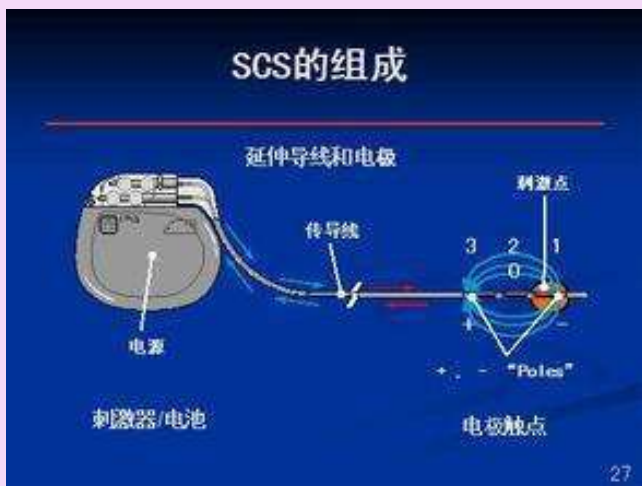 SCS的组成
延伸导线和电极
刺激点
传导线
3 2 1
0
+ -
电源
+ . - “Poles”
刺激器/电池
电极触点
27